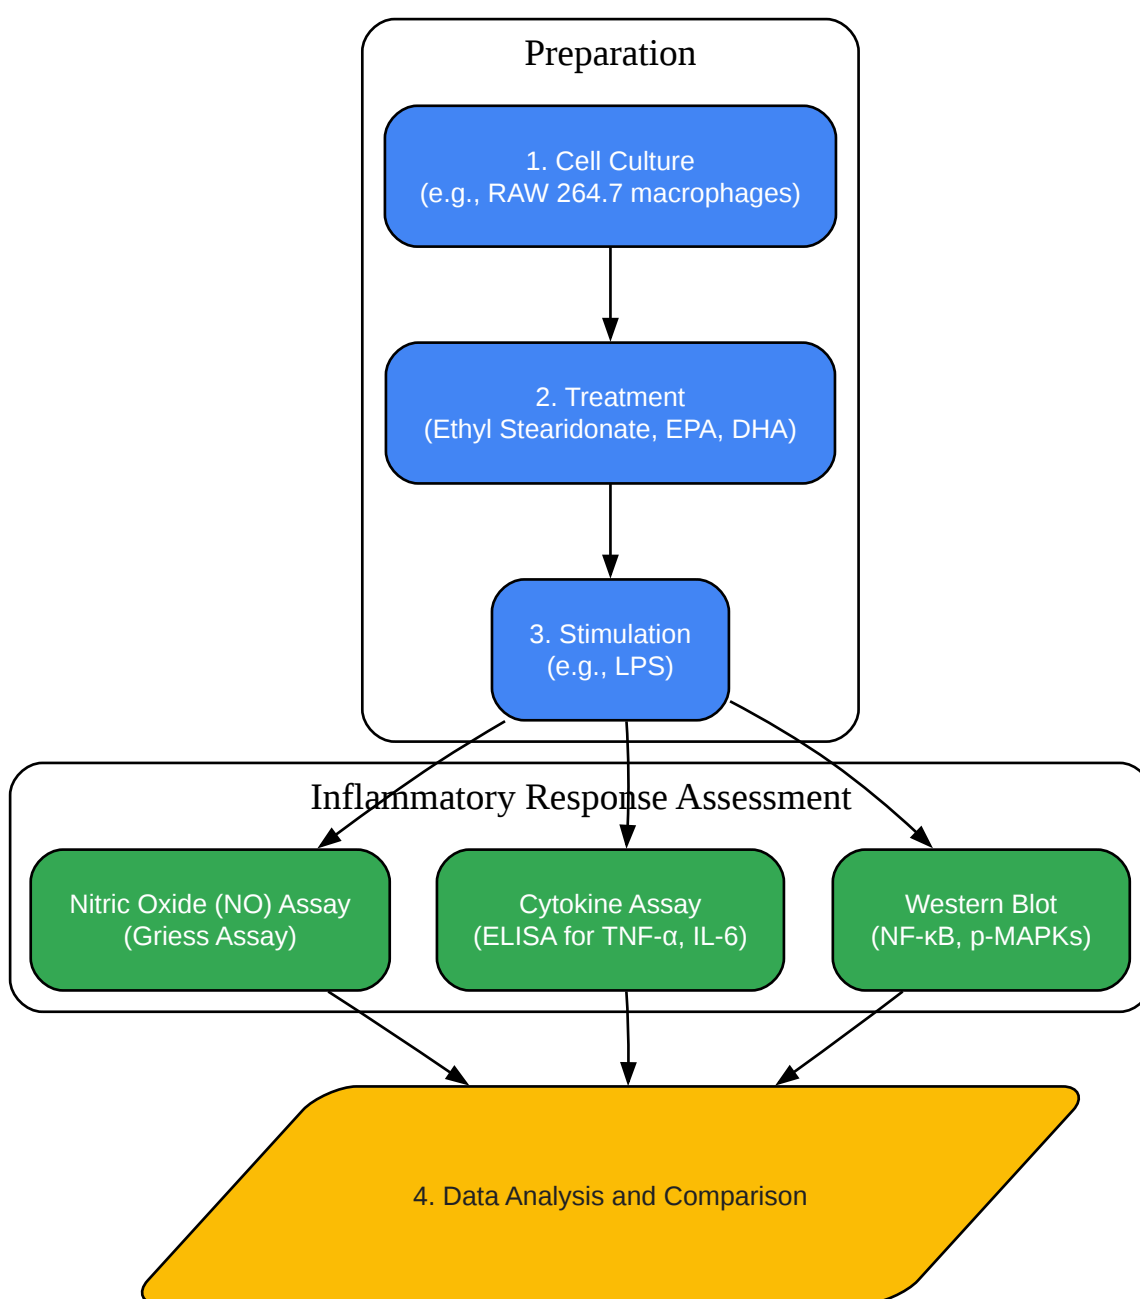 Preparation
1. Cell Culture
(e.g., RAW 264.7 macrophages)
2. Treatment
(Ethyl Stearidonate, EPA, DHA)
3. Stimulation
(e.g., LPS)
Inflammatory Response Assessment
Nitric Oxide (NO) Assay
(Griess Assay)
Cytokine Assay
(ELISA for TNF-α, IL-6)
Western Blot
(NF-κB, p-MAPKs)
4. Data Analysis and Comparison